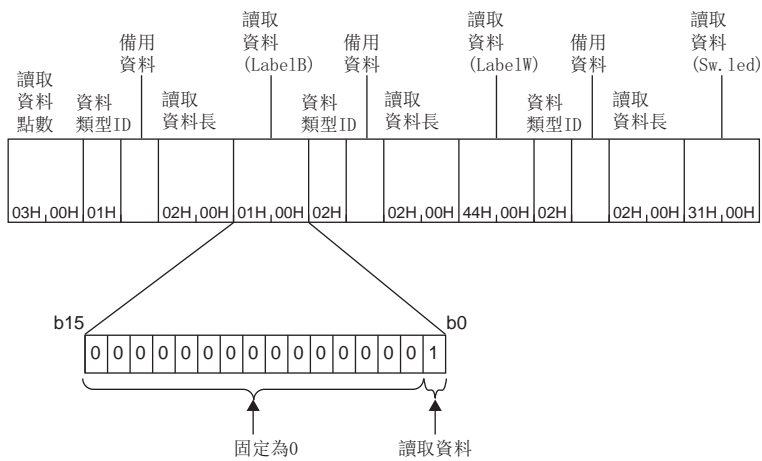 讀取
資料
點數
資料
類型ID
備用
資料
讀取
資料長
讀取
資料
(LabelB)
資料
類型ID
備用
資料
讀取
資料長
讀取
資料
(LabelW)
資料
類型ID
備用
資料
讀取
資料長
讀取
資料
(Sw.led)
03H 00H 01H 02H 00H 01H 00H 02H 02H 00H 44H 00H 02H 02H 00H 31H 00H
b15 b0
0 0 0 0 0 0 0 0 0 0 0 0 0 0 0 1
固定為0 讀取資料